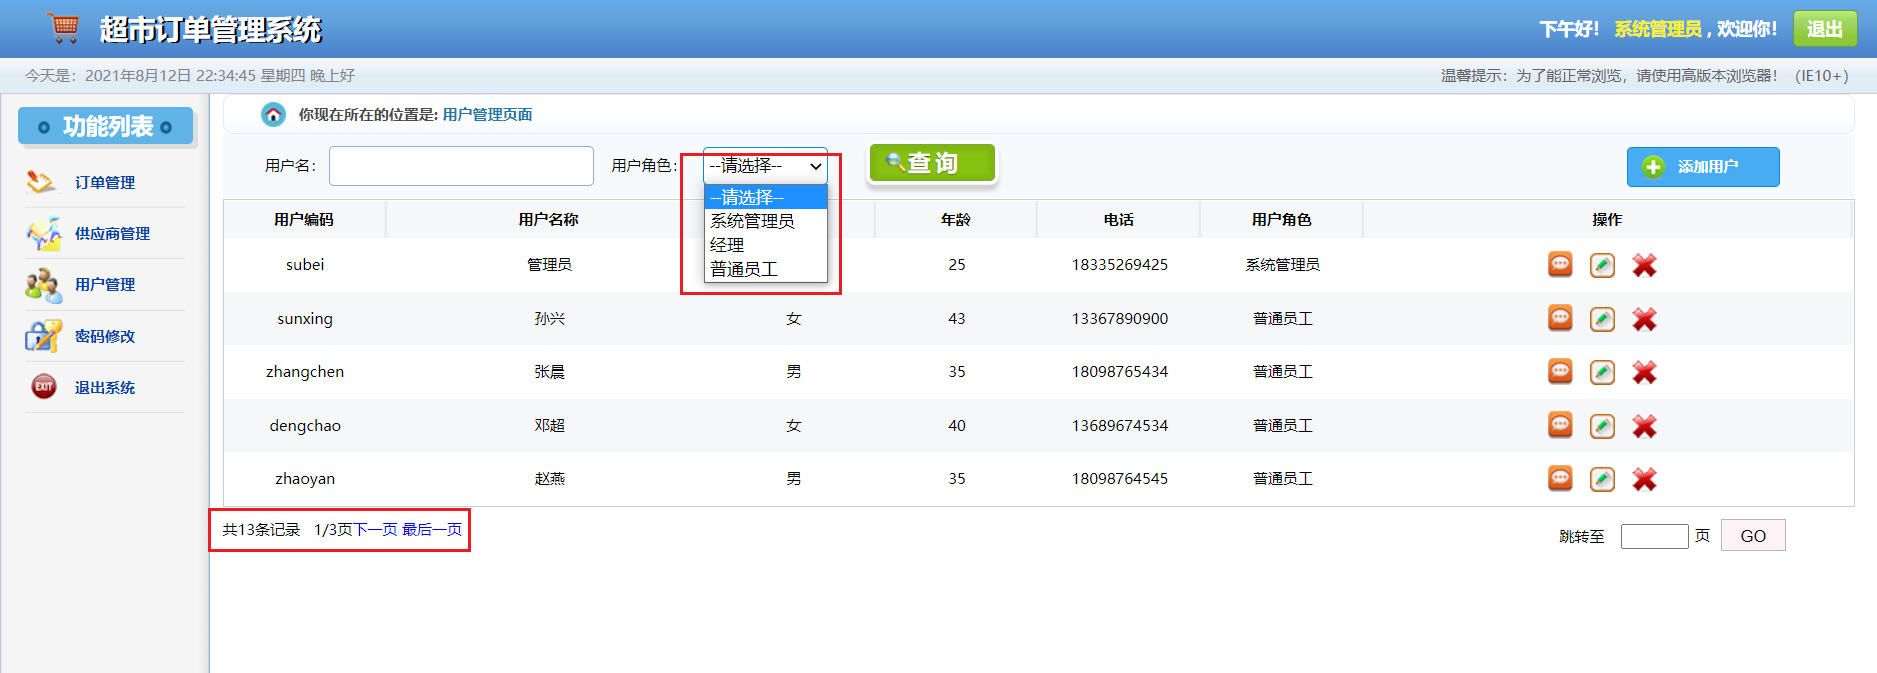 超市订单管理系统
下午好! 系统管理员 , 欢迎你!
退出
今天是: 2021年8月12日 22:34:45 星期四 晚上好
温馨提示: 为了能正常浏览, 请使用高版本浏览器! (IE10+)
功能列表
订单管理
供应商管理
用户管理
密码修改
EXIT 退出系统
你现在所在的位置是: 用户管理页面
用户名: 用户角色: --请选择-- 查询 添加用户
--请选择--
系统管理员
经理
普通员工
用户编码 用户名称 年龄 电话 用户角色 操作
subei 管理员 25 18335269425 系统管理员
sunxing 孙兴 女 43 13367890900 普通员工
zhangchen 张晨 男 35 18098765434 普通员工
dengchao 邓超 女 40 13689674534 普通员工
zhaoyan 赵燕 男 35 18098764545 普通员工
共13条记录 1/3页下一页 最后一页
跳转至 页 GO